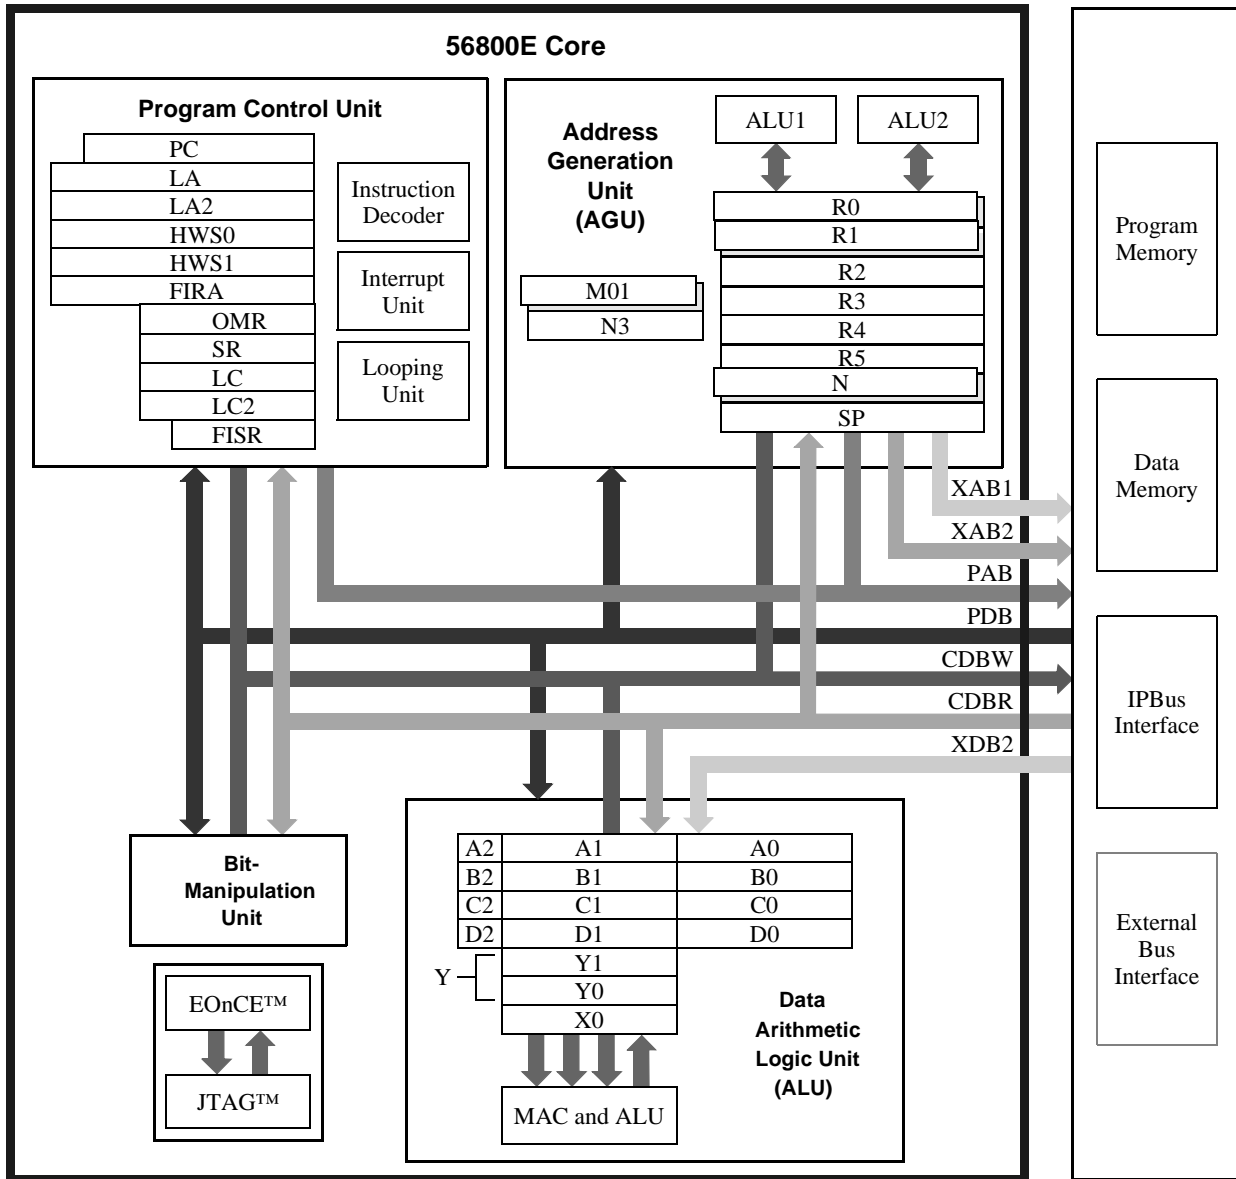 56800E Core
Program Control Unit
PC
LA
LA2
HWS0
HWS1
FIRA
OMR
SR
LC
LC2
FISR
Instruction
Decoder
Interrupt
Unit
Looping
Unit
Address
Generation
Unit
(AGU)
ALU1
ALU2
R0
R1
R2
R3
R4
R5
N
SP
M01
N3
Program
Memory
Data
Memory
IPBus
Interface
External
Bus
Interface
XAB1
XAB2
PAB
PDB
CDBW
CDBR
XDB2
Bit-
Manipulation
Unit
EOnCE™
JTAG™
A2 A1 A0
B2 B1 B0
C2 C1 C0
D2 D1 D0
Y
Y1
Y0
X0
MAC and ALU
Data
Arithmetic
Logic Unit
(ALU)